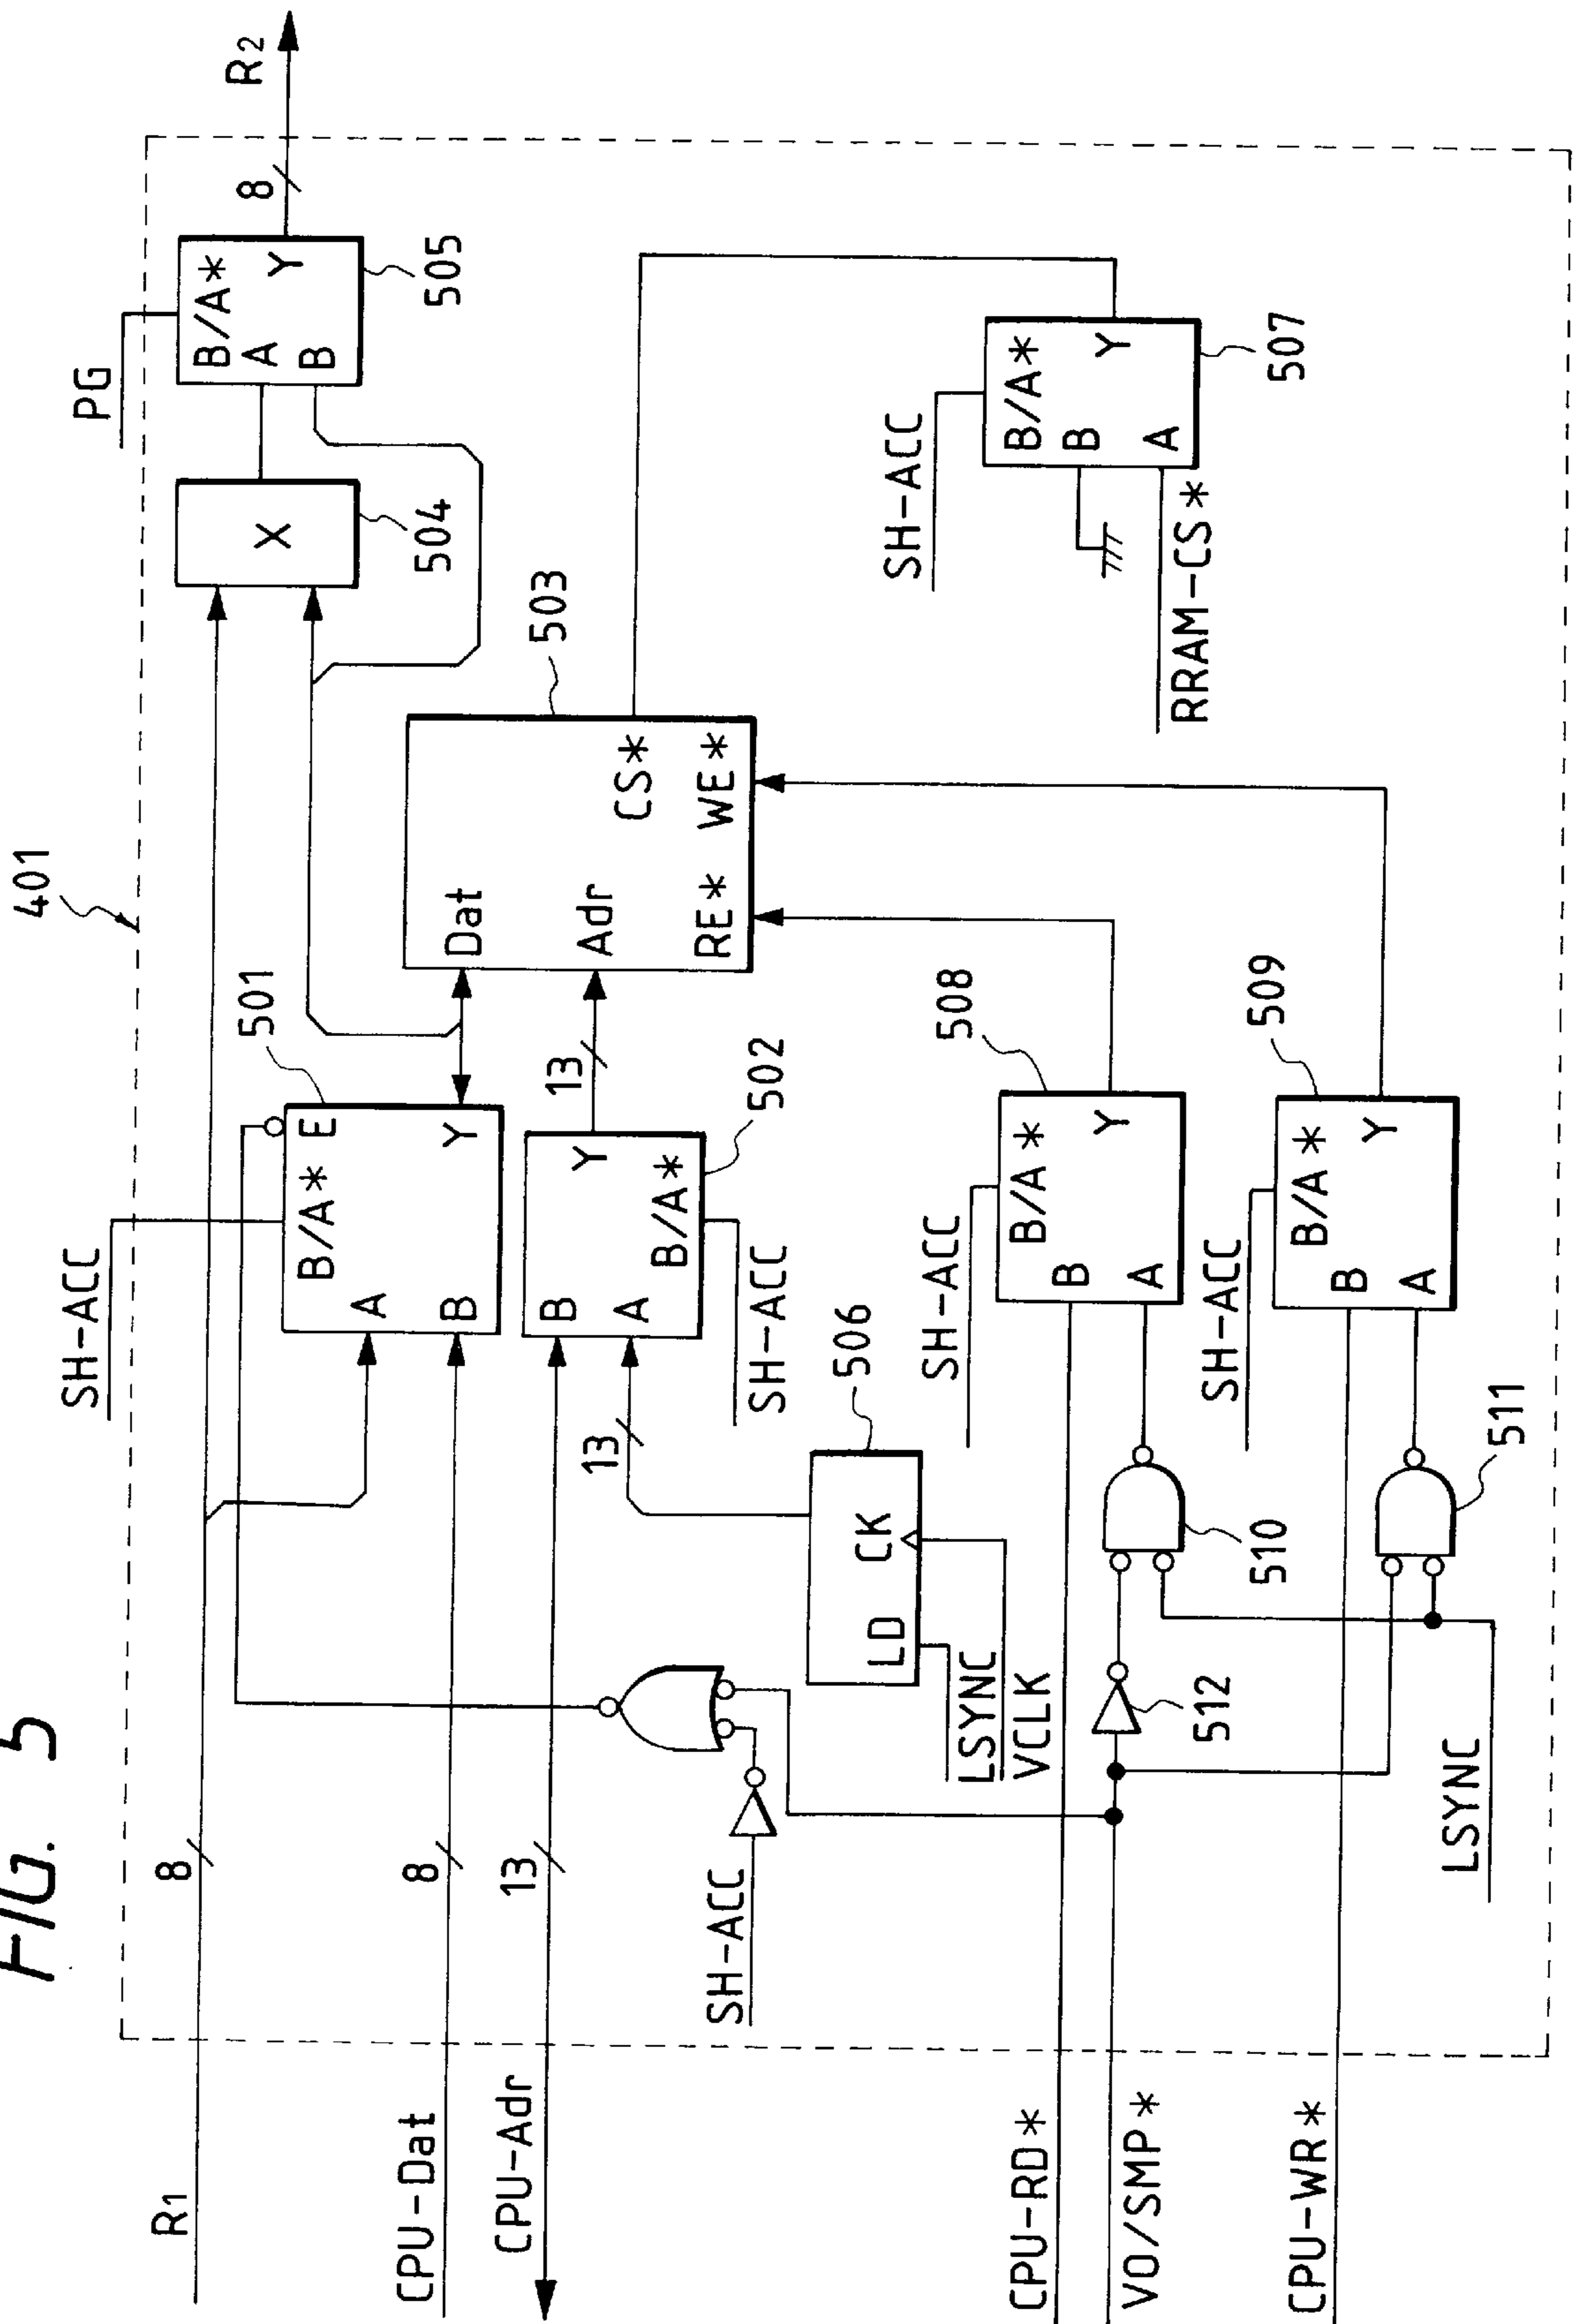 FIG. 5
401
R1
8
CPU-Dat
8
CPU-Adr
13
SH-ACC
A
B
B/A*
E
Y
501
B
A
Y
B/A*
13
502
SH-ACC
13
506
LD
CK
LSYNC
VCLK
SH-ACC
Dat
Adr
CS*
RE*
WE*
503
X
504
PG
B/A*
A
B
Y
505
8
R2
SH-ACC
B/A*
B
A
Y
507
RRAM-CS*
CPU-RD*
VO/SMP*
CPU-WR*
512
510
511
LSYNC
SH-ACC
B/A*
B
A
Y
508
SH-ACC
B/A*
B
A
Y
509